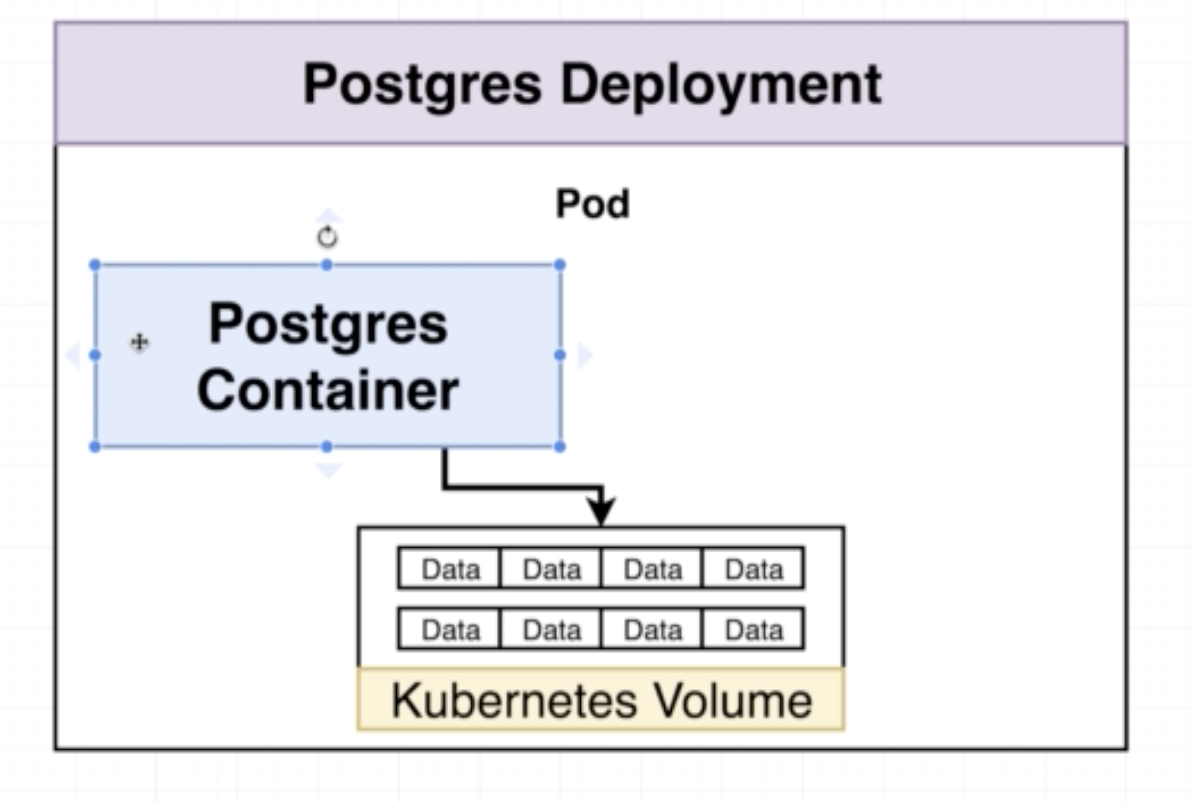 Postgres Deployment
Pod
Postgres
Container
Data Data Data Data
Data Data Data Data
Kubernetes Volume